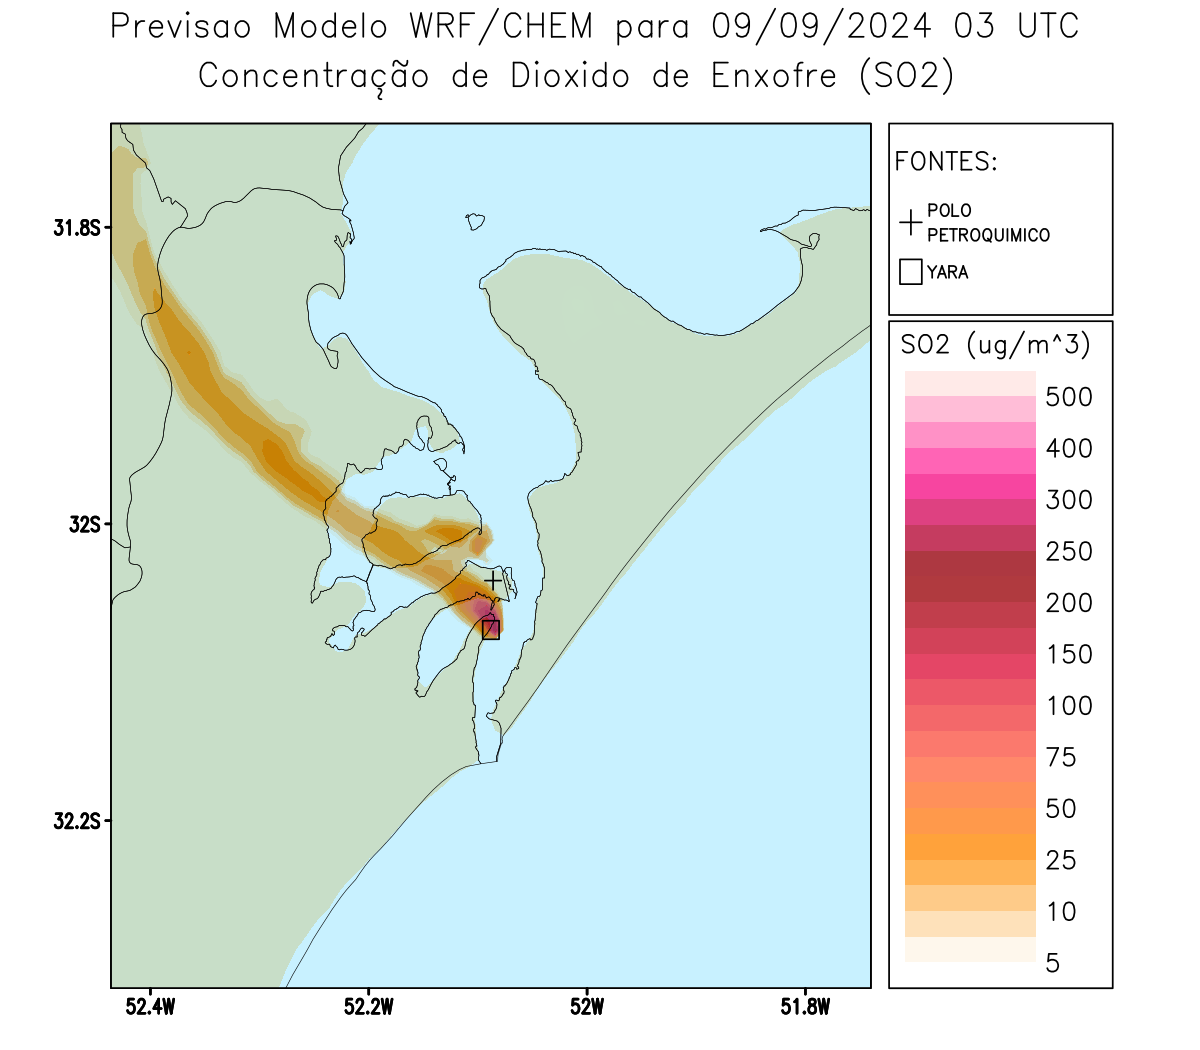 Previsao Modelo WRF/CHEM para 09/09/2024 03 UTC
Concentração de Dioxido de Enxofre (SO2)
FONTES:
POLO
PETROQUIMICO
YARA
SO2 (ug/m^3)
500
400
300
250
200
150
100
75
50
25
10
5
31.8S
32S
32.2S
52.4W
52.2W
52W
51.8W